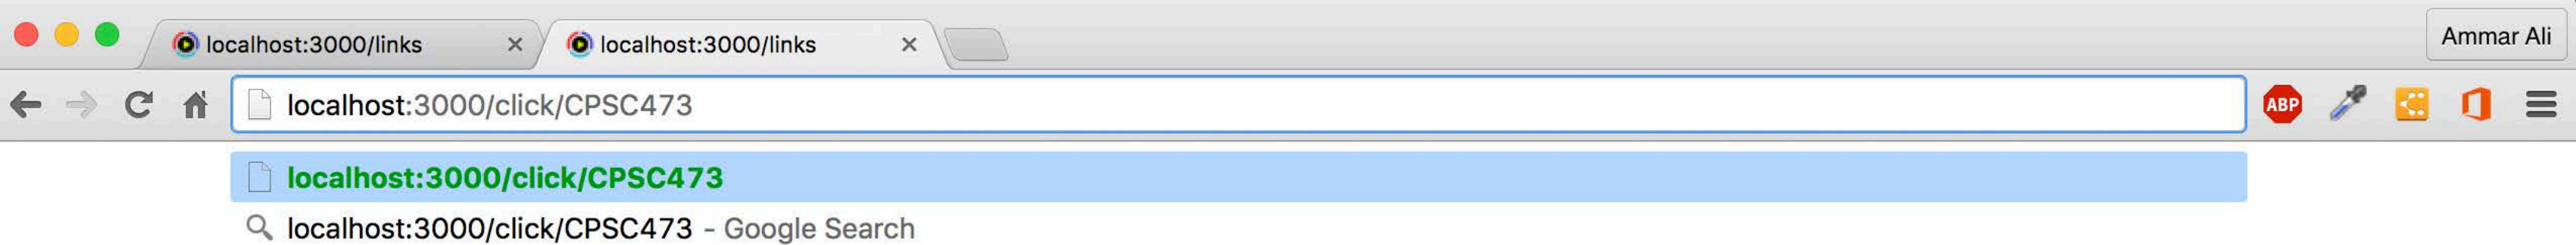 localhost:3000/links × localhost:3000/links × Ammar Ali
localhost:3000/click/CPSC473 ABP
localhost:3000/click/CPSC473
localhost:3000/click/CPSC473 - Google Search